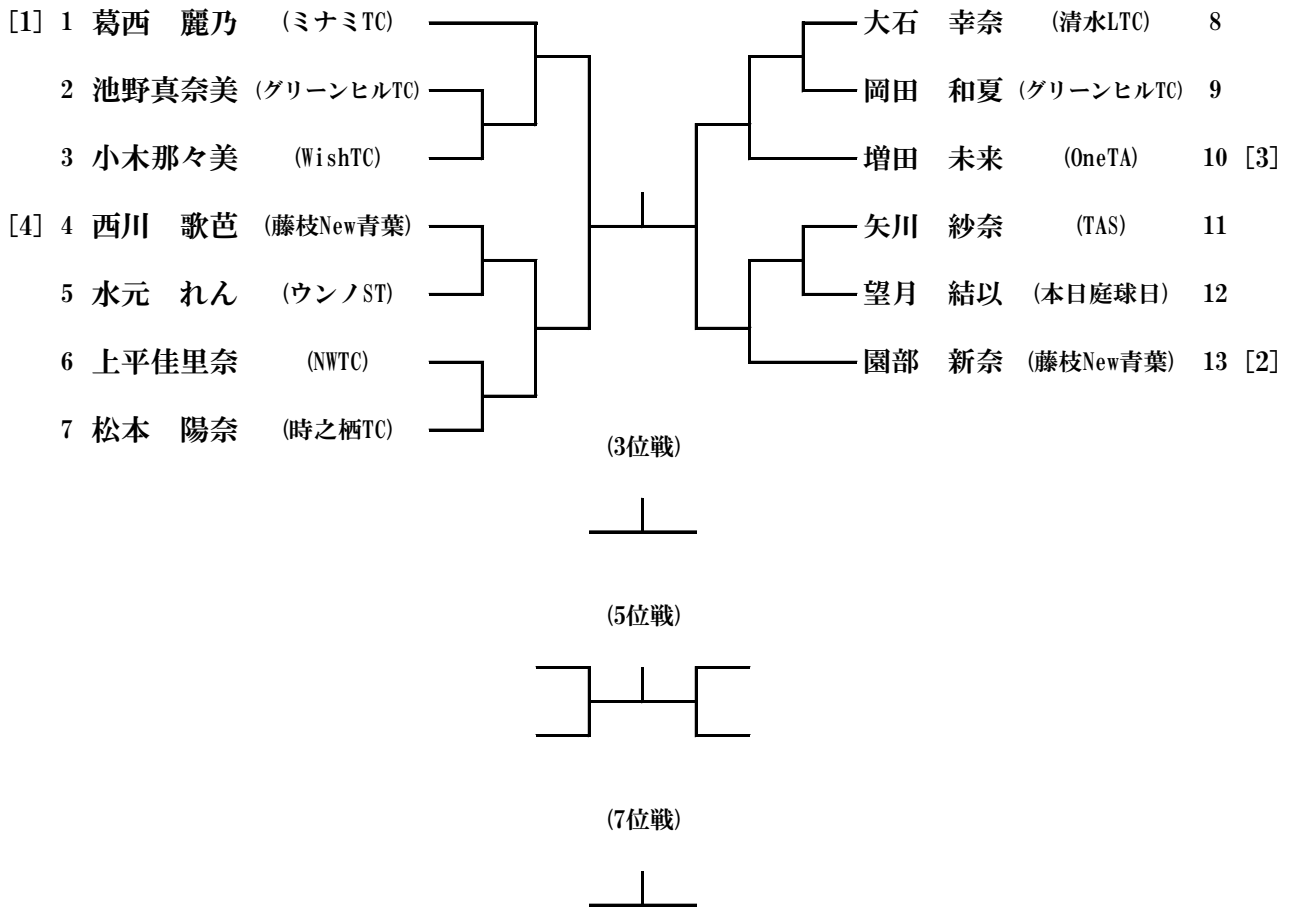 [1] 1 葛西 麗乃 (ミナミTC) 大石 幸奈 (清水LTC) 8
2 池野真奈美 (グリーンヒルTC) 岡田 和夏 (グリーンヒルTC) 9
3 小木那々美 (WishTC) 増田 未来 (OneTA) 10 [3]
[4] 4 西川 歌芭 (藤枝New青葉) 矢川 紗奈 (TAS) 11
5 水元 れん (ウンノST) 望月 結以 (本日庭球日) 12
6 上平佳里奈 (NWTC) 園部 新奈 (藤枝New青葉) 13 [2]
7 松本 陽奈 (時之栖TC)
(3位戦)
(5位戦)
(7位戦)